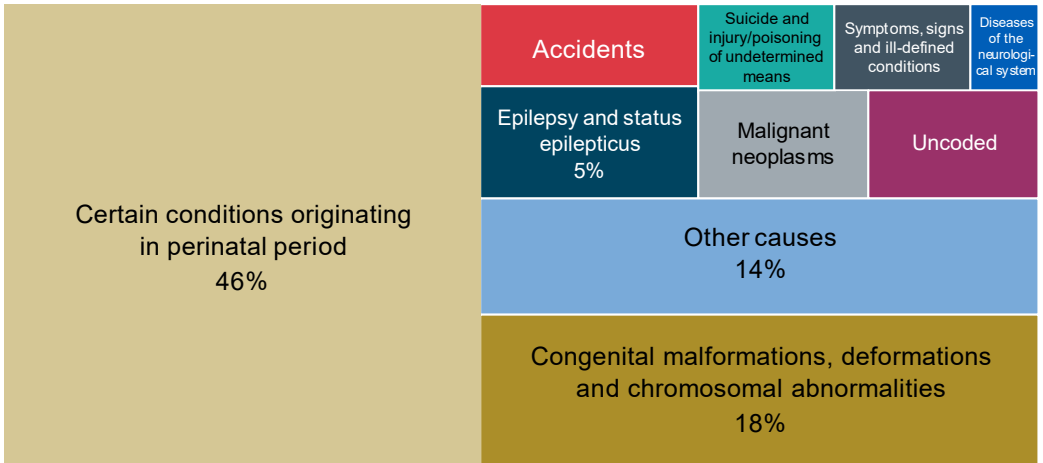 Certain conditions originating
in perinatal period
46%
Accidents
Suicide and
injury/poisoning
of undetermined
means
Symptoms, signs
and ill-defined
conditions
Diseases
of the
neurologi-
cal system
Epilepsy and status
epilepticus
5%
Malignant
neoplasms
Uncoded
Other causes
14%
Congenital malformations, deformations
and chromosomal abnormalities
18%